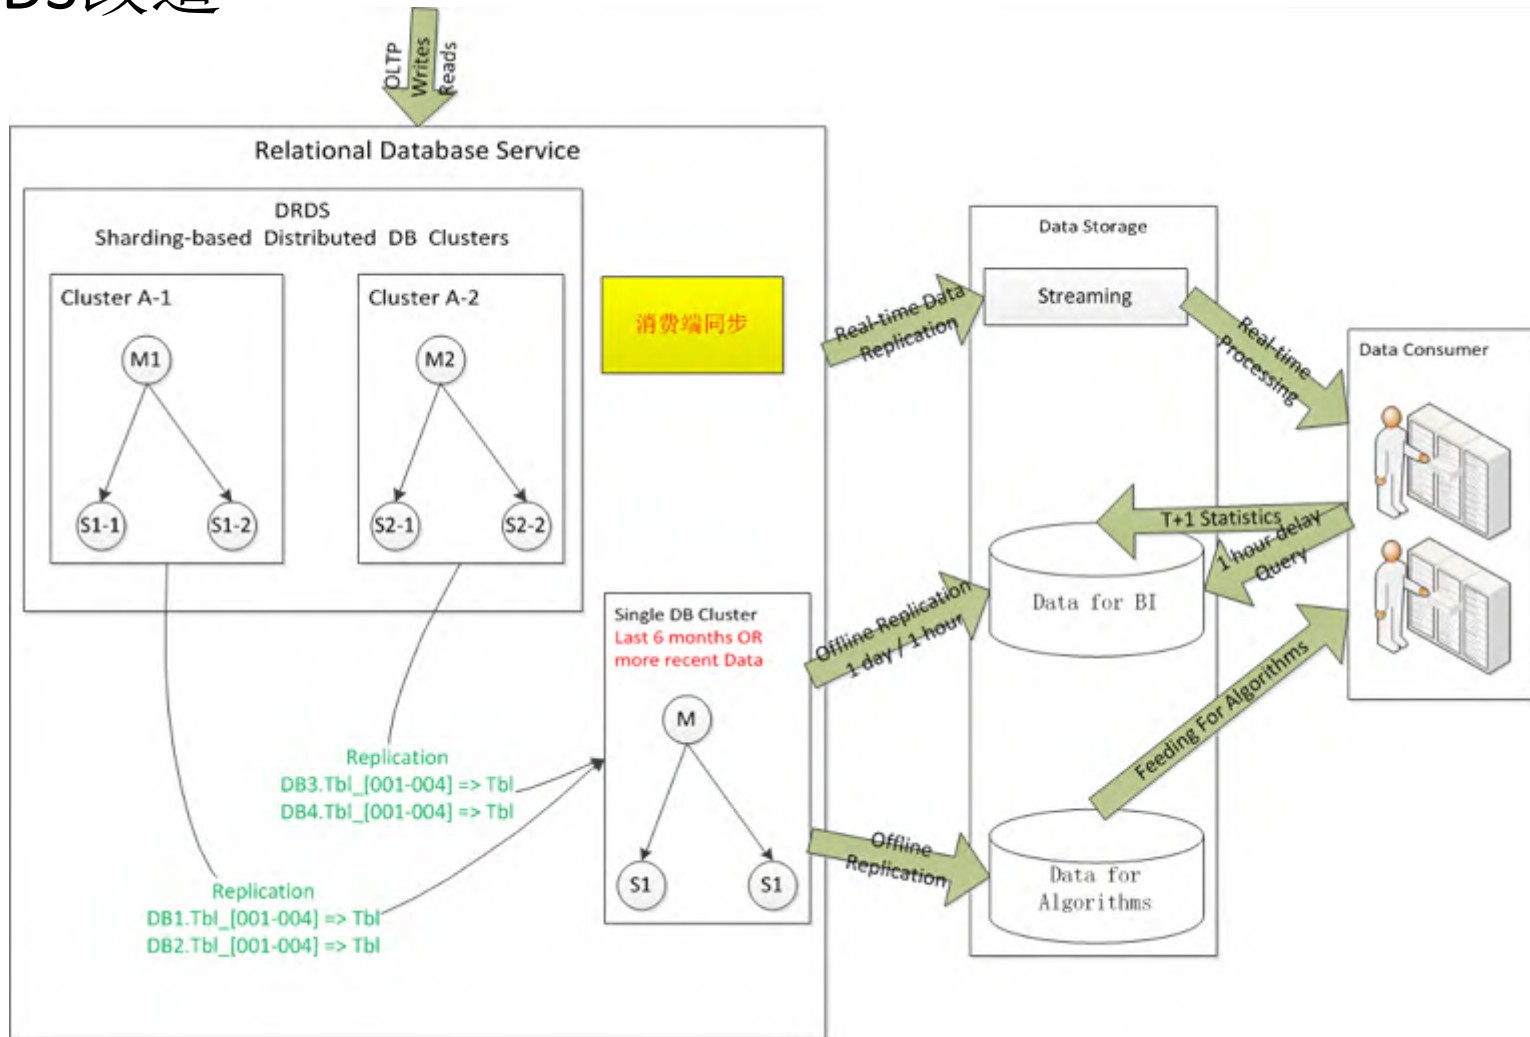 DS改造
OLTP
Writes
Reads
Relational Database Service
DRDS
Sharding-based Distributed DB Clusters
Cluster A-1
M1
S1-1
S1-2
Cluster A-2
M2
S2-1
S2-2
消费端同步
Real-time Data
Replication
Data Storage
Streaming
Real-time
Processing
Data Consumer
T+1 Statistics
1 hour delay
Query
Data for BI
Single DB Cluster
Last 6 months OR
more recent Data
M
S1
S1
Offline Replication
1 day / 1 hour
Feeding For Algorithms
Offline
Replication
Data for
Algorithms
Replication
DB3.Tbl_[001-004] => Tbl
DB4.Tbl_[001-004] => Tbl
Replication
DB1.Tbl_[001-004] => Tbl
DB2.Tbl_[001-004] => Tbl